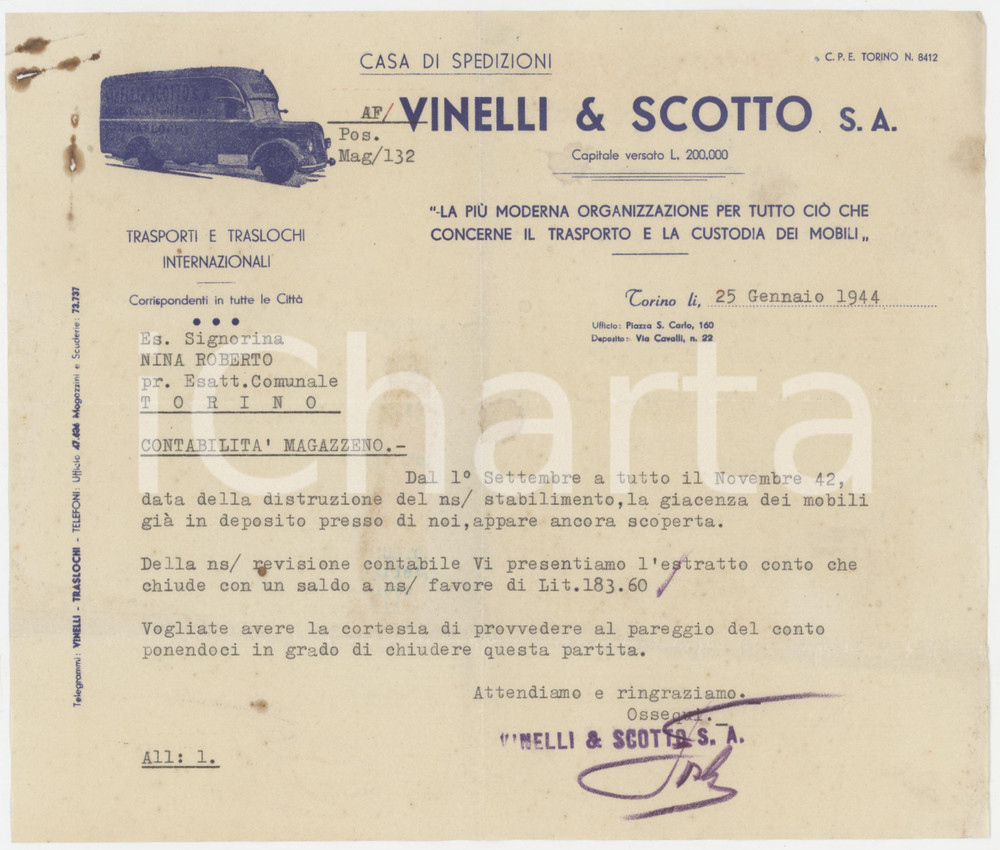 CASA DI SPEDIZIONI
C. P. E. TORINO N. 8412
VINELLI & SCOTTO S. A.
Capitale versato L. 200.000
AF/
Pos.
Mag/132
"LA PIÙ MODERNA ORGANIZZAZIONE PER TUTTO CIÒ CHE
CONCERNE IL TRASPORTO E LA CUSTODIA DEI MOBILI„
TRASPORTI E TRASLOCHI
INTERNAZIONALI
Corrispondenti in tutte le Città
Torino li, 25 Gennaio 1944
Ufficio: Piazza S. Carlo, 160
Deposito: Via Cavalli, n. 22
Es. Signorina
NINA ROBERTO
pr. Esatt.Comunale
T O R I N O
CONTABILITA' MAGAZZENO.-
Dal 1° Settembre a tutto il Novembre 42,
data della distruzione del ns/ stabilimento,la giacenza dei mobili
già in deposito presso di noi,appare ancora scoperta.
Della ns/ revisione contabile Vi presentiamo l'estratto conto che
chiude con un saldo a ns/ favore di Lit.183.60
Vogliate avere la cortesia di provvedere al pareggio del conto
ponendoci in grado di chiudere questa partita.
Attendiamo e ringraziamo.
Ossequi.
VINELLI & SCOTTO S. A.
All: 1.
Telegrammi: VINELLI - TRASLOCHI - TELEFONI: Ufficio 47.604 Magazzini e Scuderie: 73.737
iCharta